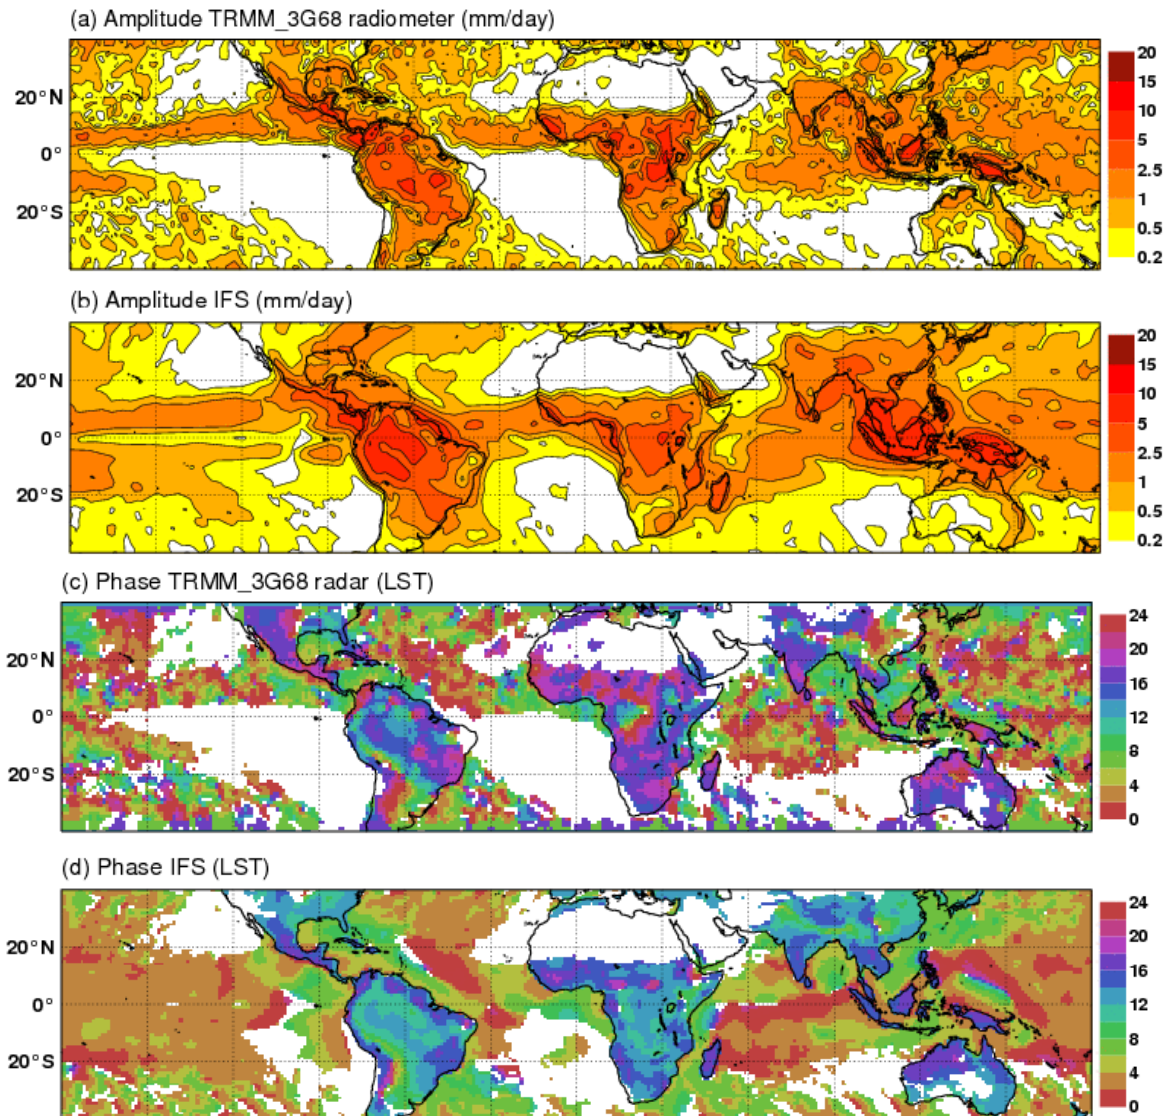 (a) Amplitude TRMM_3G68 radiometer (mm/day)
20°N
0°
20°S
20
15
10
5
2.5
1
0.5
0.2
(b) Amplitude IFS (mm/day)
20°N
0°
20°S
20
15
10
5
2.5
1
0.5
0.2
(c) Phase TRMM_3G68 radar (LST)
20°N
0°
20°S
24
20
16
12
8
4
0
(d) Phase IFS (LST)
20°N
0°
20°S
24
20
16
12
8
4
0